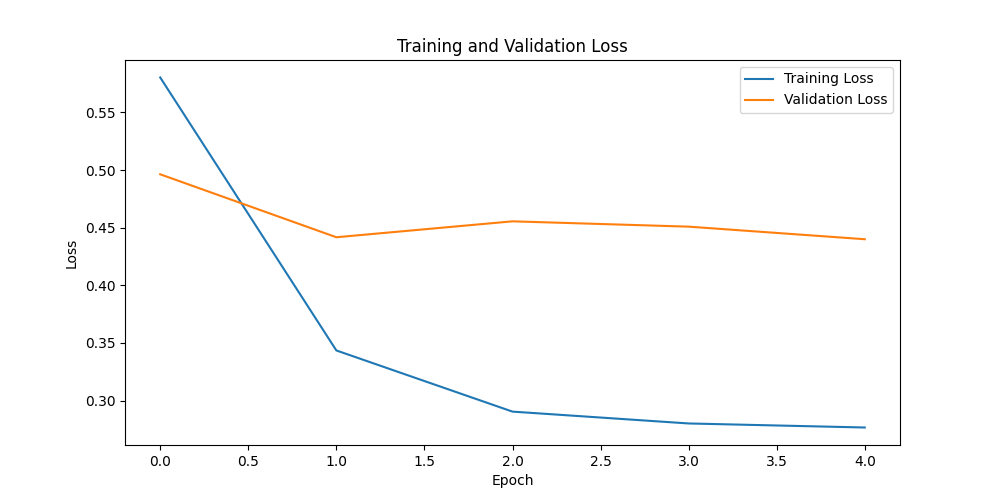 Training and Validation Loss
Training Loss
Validation Loss
0.55
0.50
0.45
0.40
0.35
0.30
Loss
0.0 0.5 1.0 1.5 2.0 2.5 3.0 3.5 4.0
Epoch